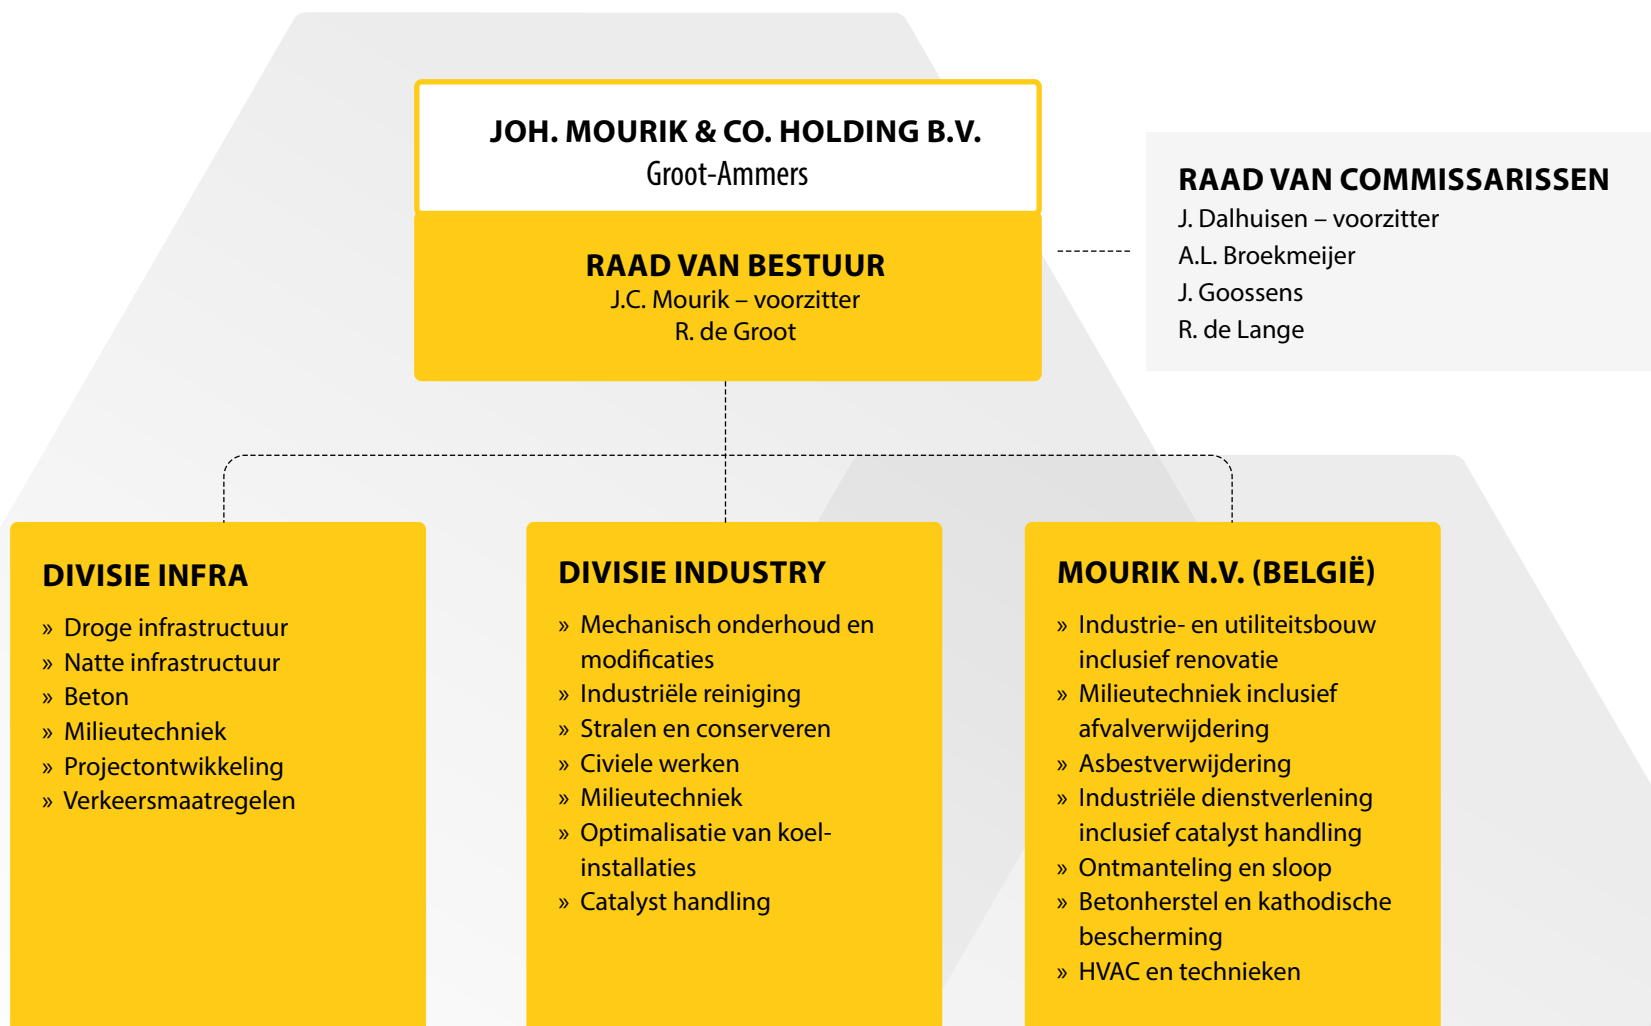 JOH. MOURIK & CO. HOLDING B.V.
Groot-Ammers
RAAD VAN BESTUUR
J.C. Mourik – voorzitter
R. de Groot
RAAD VAN COMMISSARISSEN
J. Dalhuisen – voorzitter
A.L. Broekmeijer
J. Goossens
R. de Lange
DIVISIE INFRA
» Droge infrastructuur
» Natte infrastructuur
» Beton
» Milieutechniek
» Projectontwikkeling
» Verkeersmaatregelen
DIVISIE INDUSTRY
» Mechanisch onderhoud en
modificaties
» Industriële reiniging
» Stralen en conserveren
» Civiele werken
» Milieutechniek
» Optimalisatie van koel-
installaties
» Catalyst handling
MOURIK N.V. (BELGIË)
» Industrie- en utiliteitsbouw
inclusief renovatie
» Milieutechniek inclusief
afvalverwijdering
» Asbestverwijdering
» Industriële dienstverlening
inclusief catalyst handling
» Ontmanteling en sloop
» Betonherstel en kathodische
bescherming
» HVAC en technieken